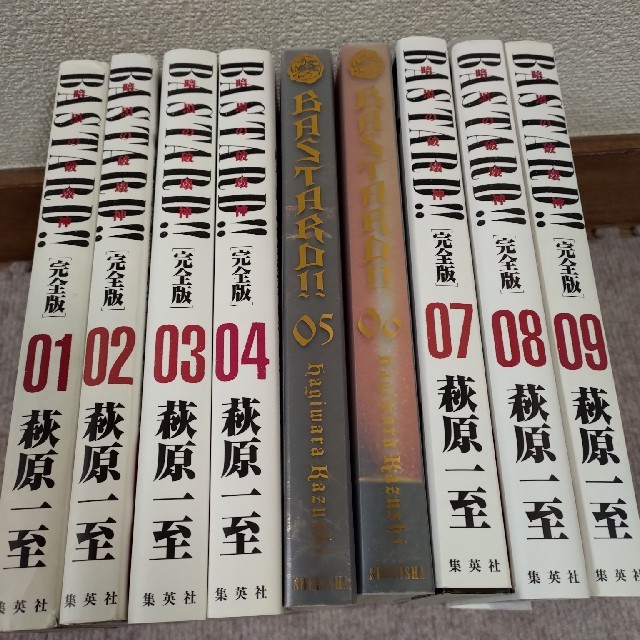 BASTARD!!
暗黒の破壊神
[完全版]
01
萩原一至
集英社
BASTARD!!
暗黒の破壊神
[完全版]
02
萩原一至
集英社
BASTARD!!
暗黒の破壊神
[完全版]
03
萩原一至
集英社
BASTARD!!
暗黒の破壊神
[完全版]
04
萩原一至
集英社
BASTARD!!
05
Hagiwara Kazushi
SHUEISHA
BASTARD!!
06
Hagiwara Kazushi
SHUEISHA
BASTARD!!
暗黒の破壊神
[完全版]
07
萩原一至
集英社
BASTARD!!
暗黒の破壊神
[完全版]
08
萩原一至
集英社
BASTARD!!
暗黒の破壊神
[完全版]
09
萩原一至
集英社